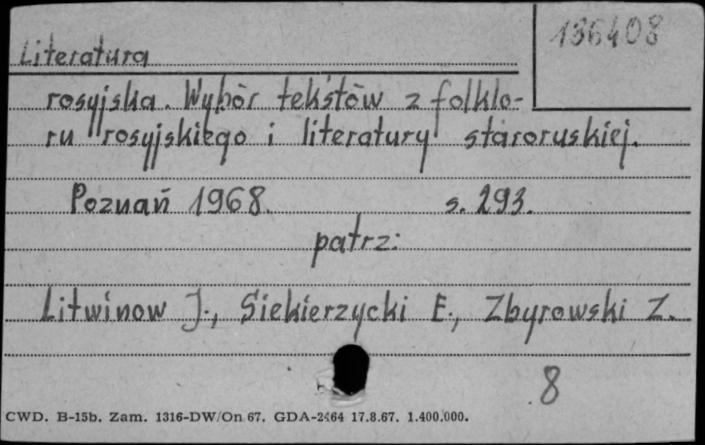 136408
Literatura
rosyjska. Wybór tekstów z folklo-
ru rosyjskiego i literatury staroruskiej.
Poznań 1968. s. 293.
patrz:
Litwinow J., Siekierzycki E., Zbyrowski Z.
8
CWD. B-15b. Zam. 1316-DW/On 67. GDA-2464 17.8.67. 1.400.000.